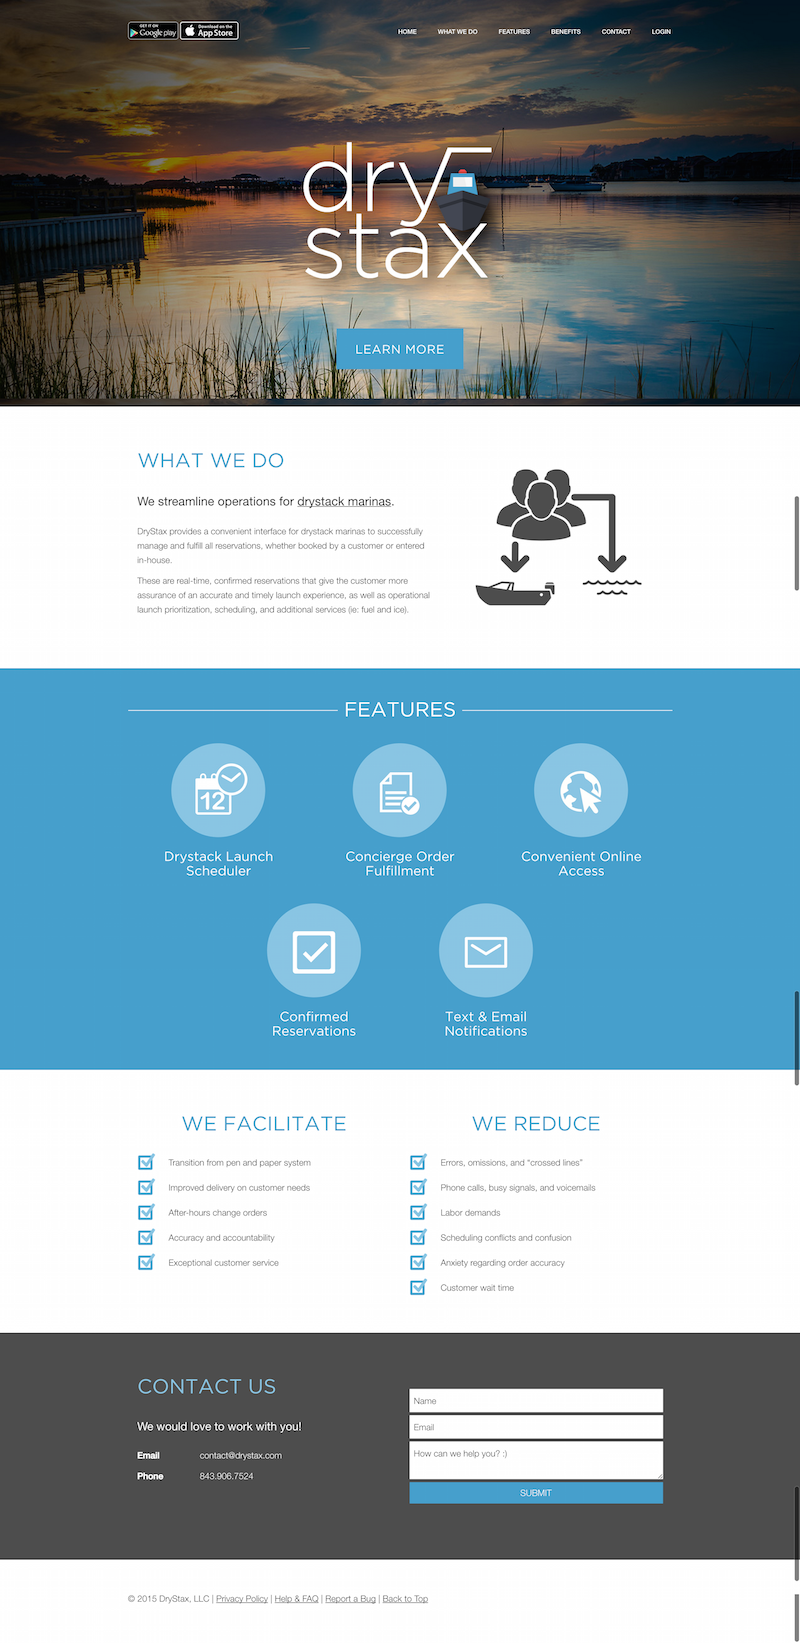 GET IT ON
Google play
Download on the
App Store
HOME
WHAT WE DO
FEATURES
BENEFITS
CONTACT
LOGIN
dry
stax
LEARN MORE
WHAT WE DO
We streamline operations for drystack marinas.
DryStax provides a convenient interface for drystack marinas to successfully
manage and fulfill all reservations, whether booked by a customer or entered
in-house.
These are real-time, confirmed reservations that give the customer more
assurance of an accurate and timely launch experience, as well as operational
launch prioritization, scheduling, and additional services (ie: fuel and ice).
FEATURES
12
Drystack Launch
Scheduler
Concierge Order
Fulfillment
Convenient Online
Access
Confirmed
Reservations
Text & Email
Notifications
WE FACILITATE
Transition from pen and paper system
Improved delivery on customer needs
After-hours change orders
Accuracy and accountability
Exceptional customer service
WE REDUCE
Errors, omissions, and “crossed lines”
Phone calls, busy signals, and voicemails
Labor demands
Scheduling conflicts and confusion
Anxiety regarding order accuracy
Customer wait time
CONTACT US
We would love to work with you!
Email contact@drystax.com
Phone 843.906.7524
Name
Email
How can we help you? :)
SUBMIT
© 2015 DryStax, LLC | Privacy Policy | Help & FAQ | Report a Bug | Back to Top